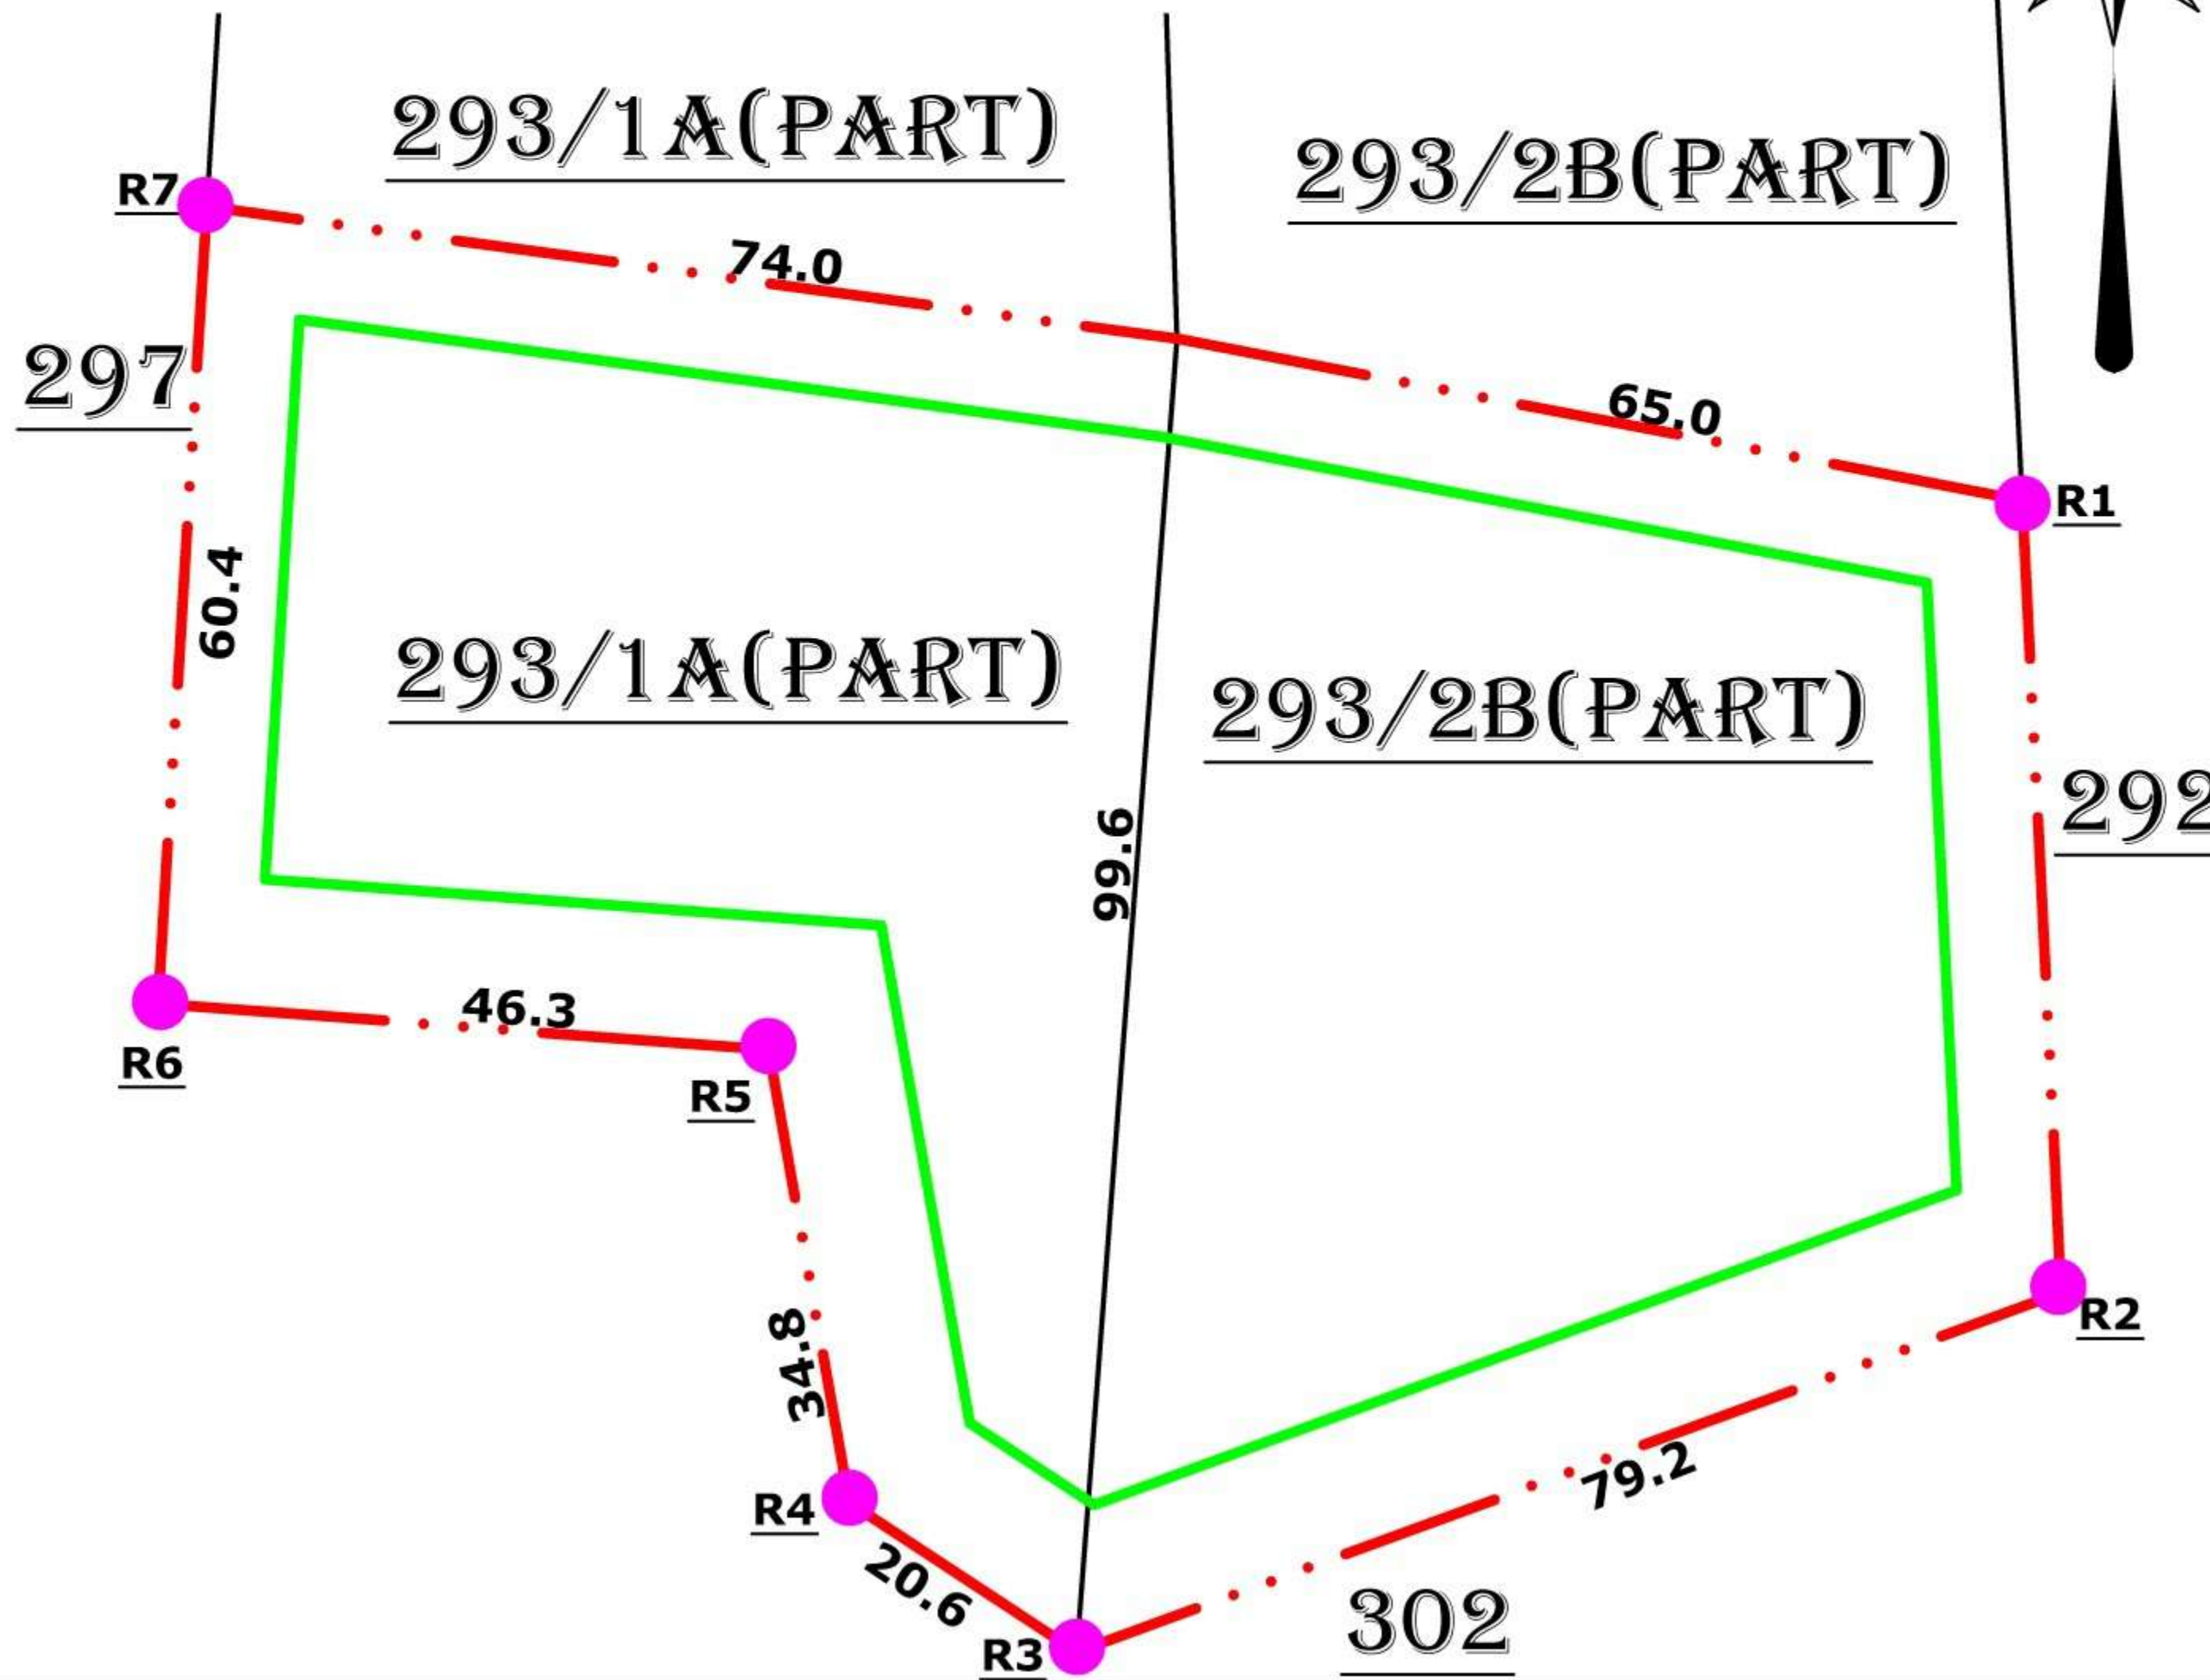 293/1A(PART)
293/2B(PART)
R7
74.0
297
65.0
R1
60.4
293/1A(PART)
293/2B(PART)
292
99.6
46.3
R6
R5
34.8
R2
R4
79.2
20.6
302
R3